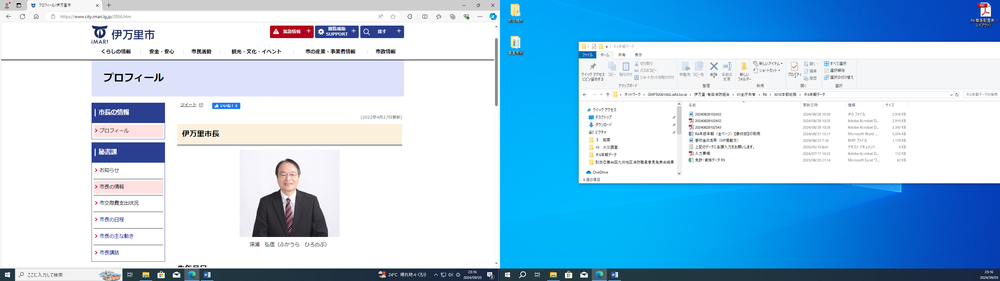 プロフィール/伊万里市
https://www.city.imari.lg.jp/2856.htm
iMARI
伊万里市
緊急情報 +
閲覧補助 SUPPORT +
探す +
くらしの情報
安全・安心
市民活動
観光・文化・イベント
市の産業・事業者情報
市政情報
プロフィール
市長の情報
プロフィール
秘書課
お知らせ
市長の情報
市交際費支出状況
市長の日程
市長の主な動き
市長講話
ツイート
いいね！ 0
(2022年4月27日更新)
伊万里市長
深浦　弘信（ふかうら　ひろのぶ）
生年月日
ここに入力して検索
24°C 晴れ時々くもり
23:16
2024/09/03
前田健太
審査用紙
R6 職員配置表（
レイアウト）
R６年報データ
ファイル
ホーム
共有
表示
クイック アクセス
にピン留めする
コピー
貼り付け
切り取り
パスのコピー
ショートカットの貼り付け
クリップボード
移動先
コピー先
削除
名前の
変更
整理
新しい
フォルダー
新しいアイテム
ショートカット
新規
プロパティ
開く
編集
履歴
開く
すべて選択
選択解除
選択の切り替え
選択
ネットワーク > GMFSV001002.iafd.local > 伊万里・有田消防組合 > 01全庁共有 > R6 > 3010本部総務 > R６年報データ
R６年報データの検索
クイック アクセス
デスクトップ
ダウンロード
ピクチャ
３　起案
10　火災調査
R６年報データ
別添◎第46回九州地区消防職員意見発表会結果
OneDrive
8 個の項目
名前 更新日時 種類 サイズ
20240828102432 2024/08/28 10:30 JPG ファイル 2,918 KB
20240828102432 2024/08/28 10:25 Adobe Acrobat D... 2,919 KB
20240828102543 2024/08/28 10:26 Adobe Acrobat D... 3,393 KB
R6年版年報（全ページ）【最終版】印刷用 2024/08/31 15:17 Microsoft Word ... 5,074 KB
寄附金の活用（HP掲載文） 2024/08/23 7:18 BMP ファイル 1,179 KB
上記のデータに各課入力をお願いします。 2020/05/10 8:41 テキスト ドキュメント 0 KB
入力要領 2024/07/17 10:22 Adobe Acrobat D... 112 KB
免許・資格データ R5 2023/08/20 21:14 Microsoft Excel ワ... 62 KB
23:16
2024/09/03